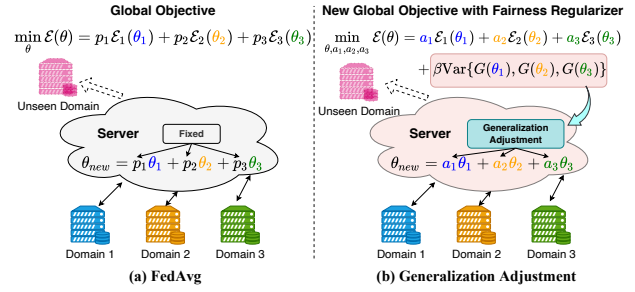 Global Objective
min_θ ℰ(θ) = p₁ℰ₁(θ₁) + p₂ℰ₂(θ₂) + p₃ℰ₃(θ₃)
Unseen Domain
Server
Fixed
θ_new = p₁θ₁ + p₂θ₂ + p₃θ₃
Domain 1
Domain 2
Domain 3
(a) FedAvg
New Global Objective with Fairness Regularizer
min_{θ,a₁,a₂,a₃} ℰ(θ) = a₁ℰ₁(θ₁) + a₂ℰ₂(θ₂) + a₃ℰ₃(θ₃)
+ βVar{G(θ₁), G(θ₂), G(θ₃)}
Unseen Domain
Server
Generalization
Adjustment
θ_new = a₁θ₁ + a₂θ₂ + a₃θ₃
Domain 1
Domain 2
Domain 3
(b) Generalization Adjustment